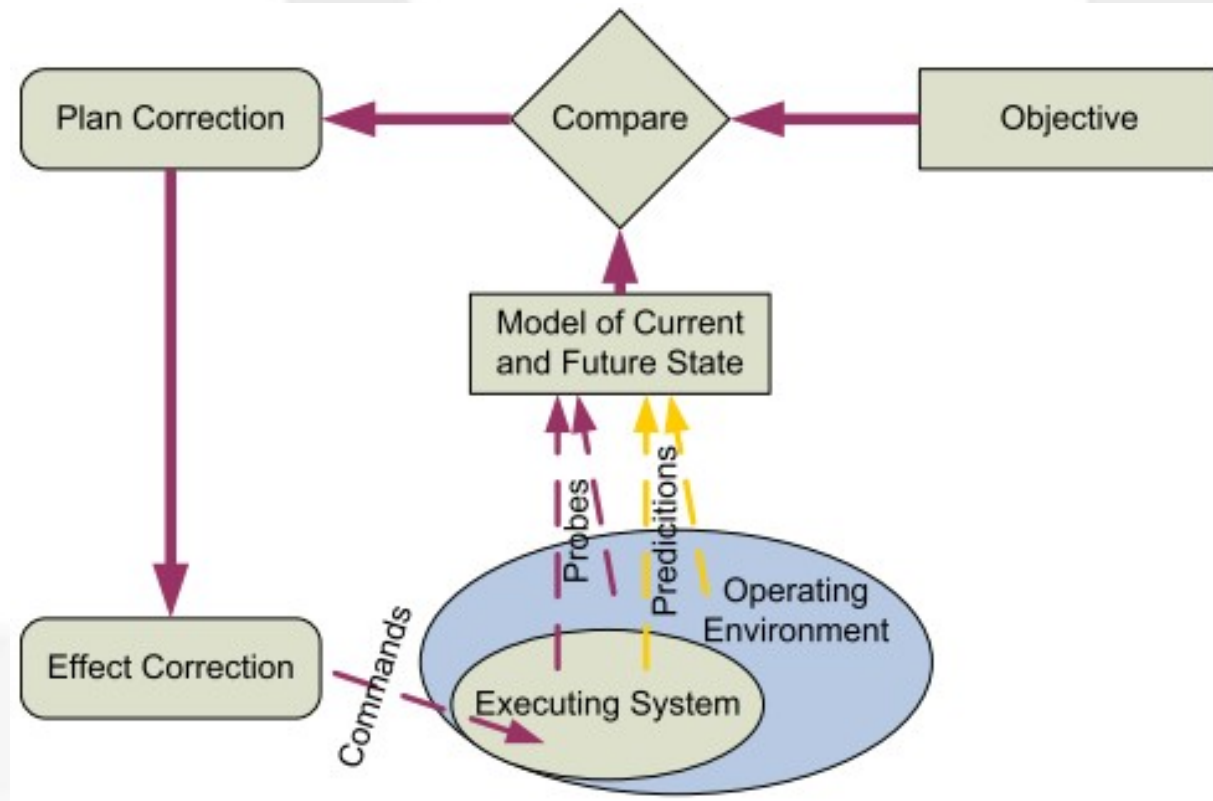 Plan Correction
Compare
Objective
Model of Current
and Future State
Probes
Predicitions
Operating
Environment
Effect Correction
Commands
Executing System